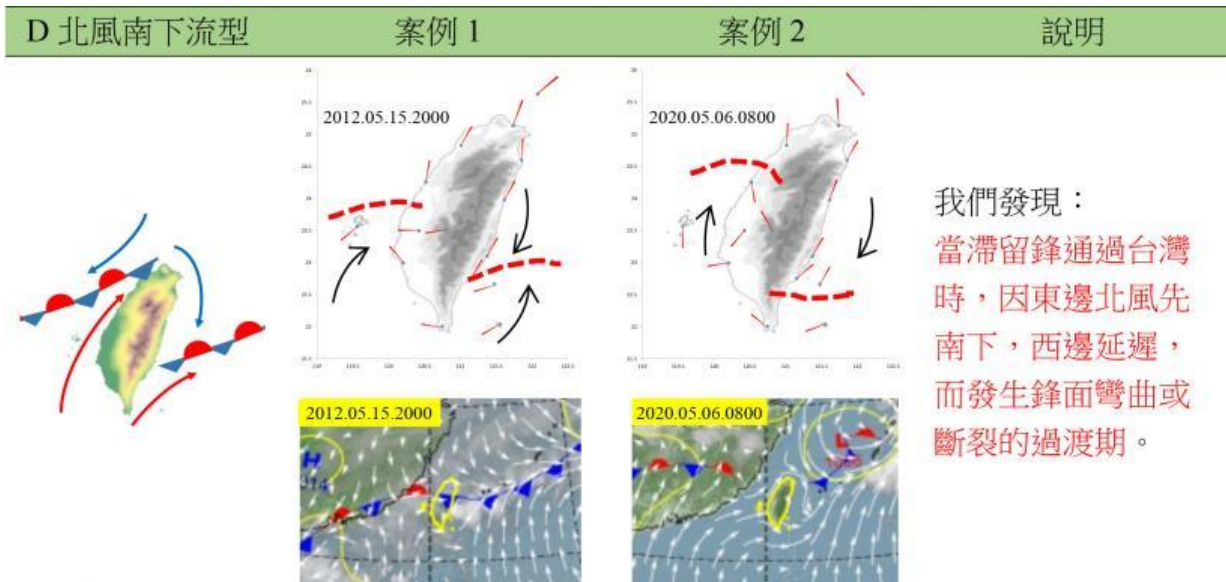 D 北風南下流型 案例 1 案例 2 說明
2012.05.15.2000
2020.05.06.0800
我們發現：
當滯留鋒通過台灣
時，因東邊北風先
南下，西邊延遲，
而發生鋒面彎曲或
斷裂的過渡期。
2012.05.15.2000
2020.05.06.0800
H
L